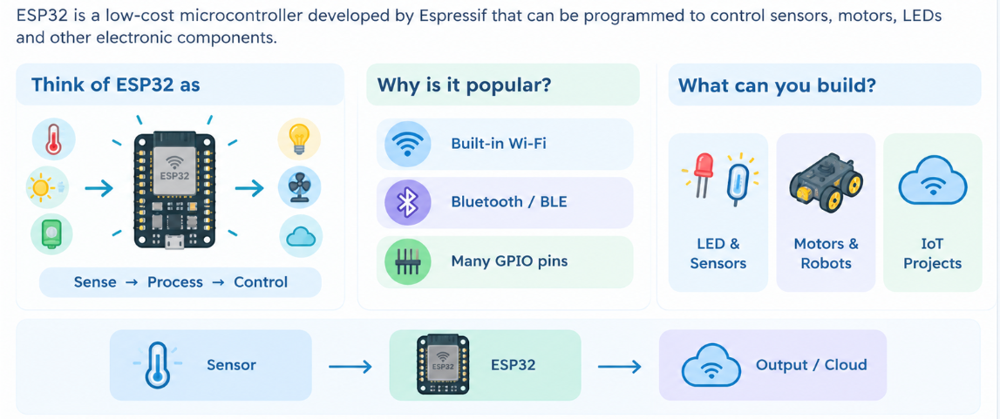 ESP32 is a low-cost microcontroller developed by Espressif that can be programmed to control sensors, motors, LEDs
and other electronic components.
Think of ESP32 as
ESP32
Sense → Process → Control
Why is it popular?
Built-in Wi-Fi
Bluetooth / BLE
Many GPIO pins
What can you build?
LED &
Sensors
Motors &
Robots
IoT
Projects
Sensor
ESP32
ESP32
Output / Cloud